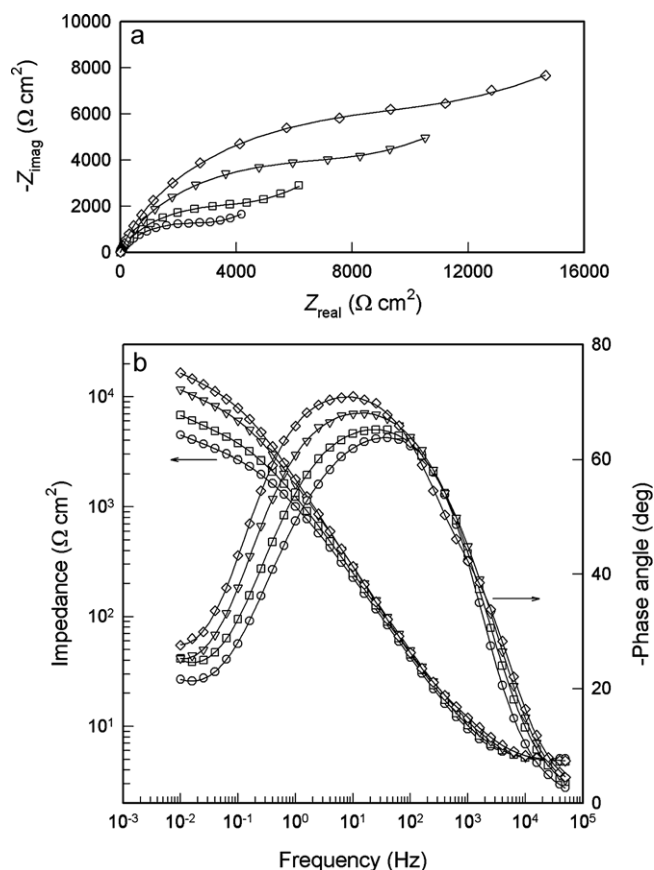 a
10000
8000
6000
4000
2000
0
-Z_imag (Ω cm²)
0 4000 8000 12000 16000
Z_real (Ω cm²)
b
10⁴
10³
10²
10¹
Impedance (Ω cm²)
80
60
40
20
0
-Phase angle (deg)
10⁻³ 10⁻² 10⁻¹ 10⁰ 10¹ 10² 10³ 10⁴ 10⁵
Frequency (Hz)